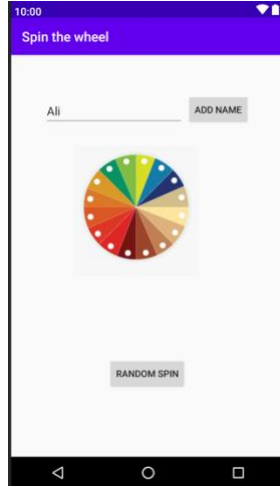 10:00
Spin the wheel
Ali
ADD NAME
RANDOM SPIN